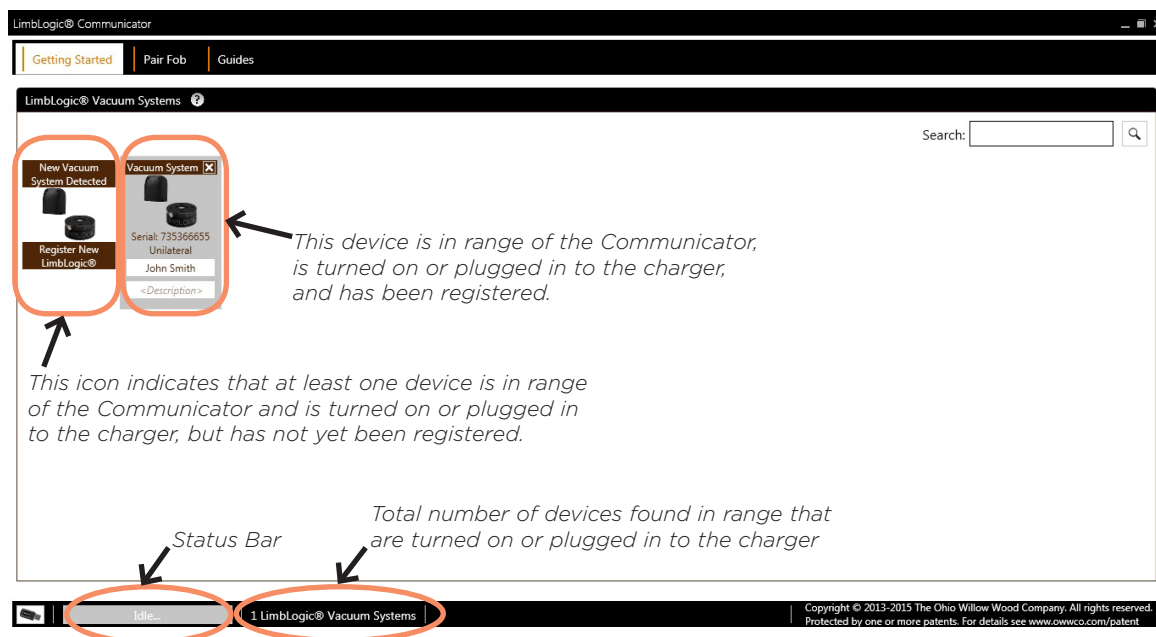 LimbLogic® Communicator
Getting Started
Pair Fob
Guides
LimbLogic® Vacuum Systems ?
Search:
New Vacuum
System Detected
Register New
LimbLogic®
Vacuum System X
Serial: 735366655
Unilateral
John Smith
<Description>
This device is in range of the Communicator,
is turned on or plugged in to the charger,
and has been registered.
This icon indicates that at least one device is in range
of the Communicator and is turned on or plugged in
to the charger, but has not yet been registered.
Status Bar
Total number of devices found in range that
are turned on or plugged in to the charger
Idle...
1 LimbLogic® Vacuum Systems
Copyright © 2013-2015 The Ohio Willow Wood Company. All rights reserved.
Protected by one or more patents. For details see www.owwco.com/patent